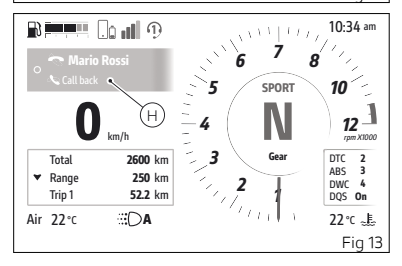 10:34 am
Mario Rossi
Call back
H
0 km/h
Total 2600 km
Range 250 km
Trip 1 52.2 km
Air 22 °C
A
1
2
3
4
5
6
7
8
10
12
rpm X1000
SPORT
N
Gear
DTC 2
ABS 3
DWC 4
DQS On
22 °C
Fig 13